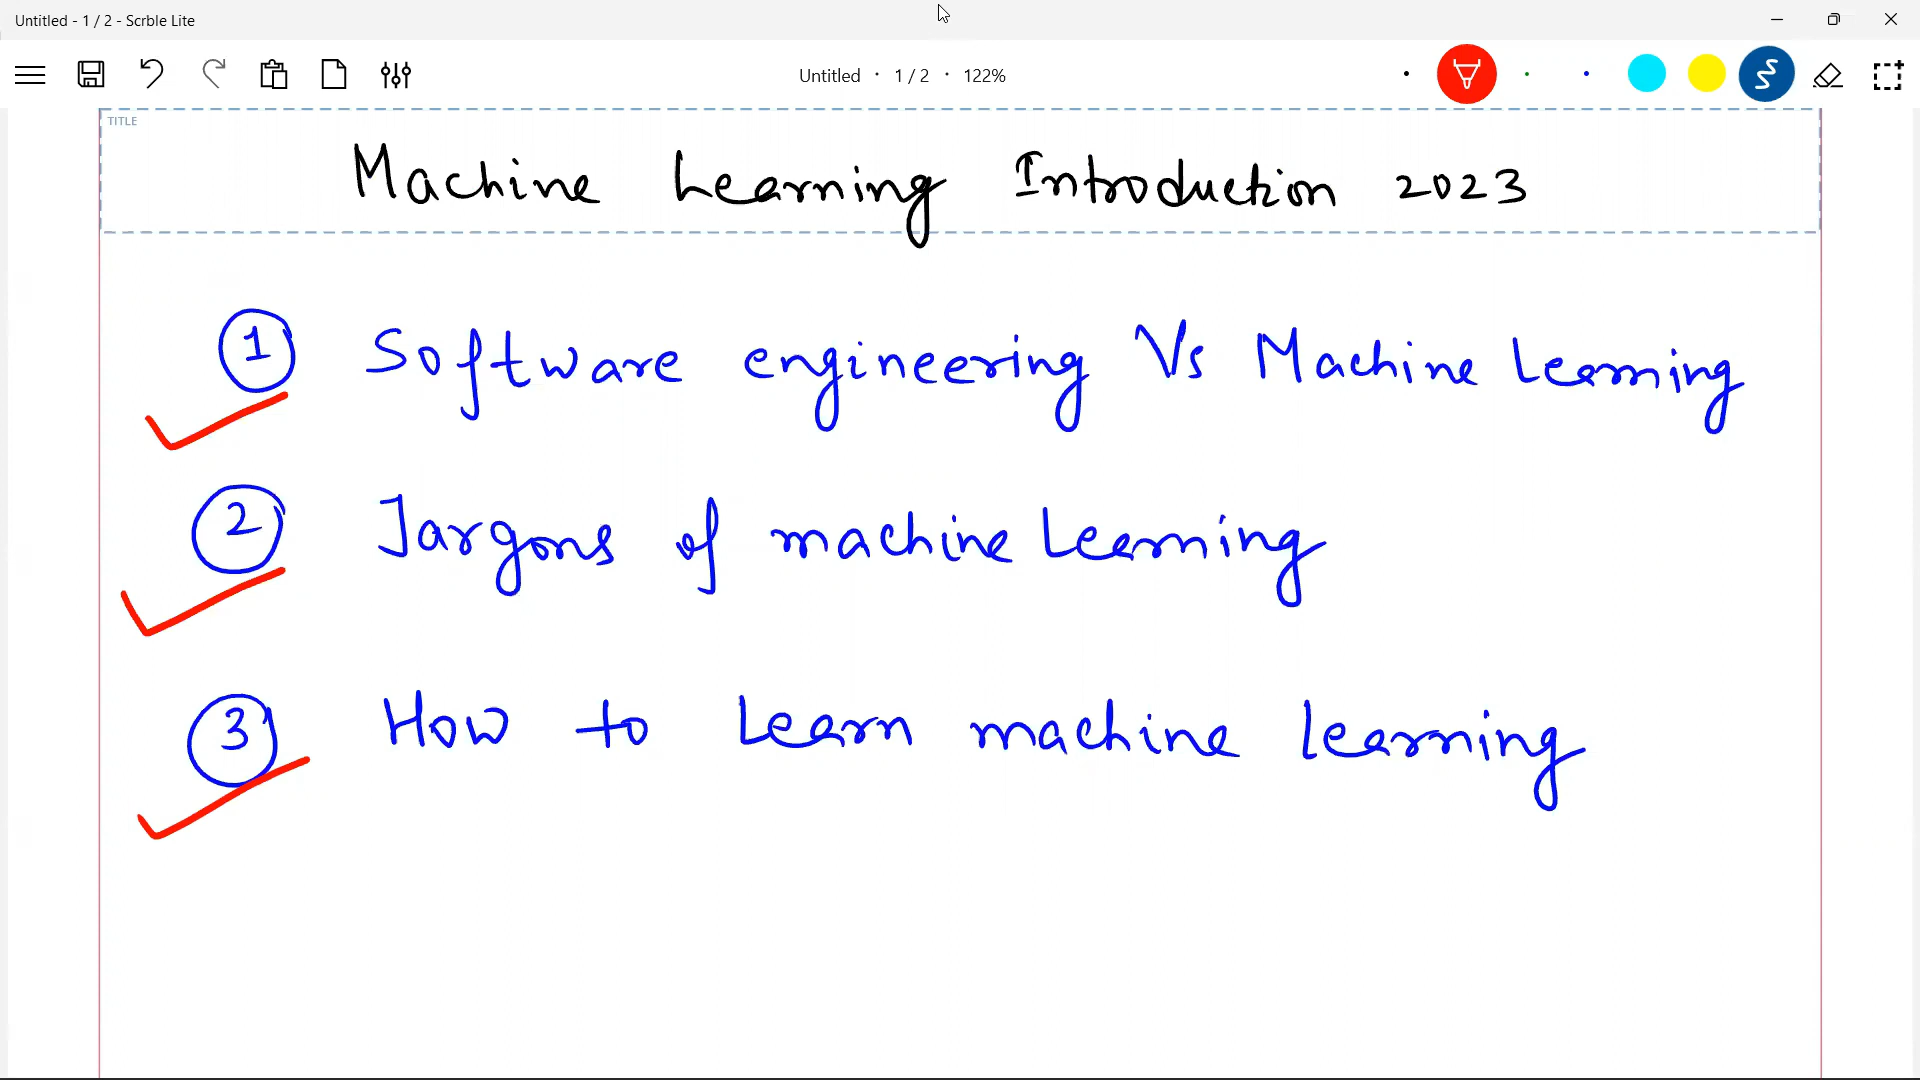 Untitled - 1 / 2 - Scrble Lite
Untitled · 1 / 2 · 122%
TITLE
Machine Learning Introduction 2023
1 Software engineering Vs Machine Learning
2 Jargons of machine Learning
3 How to Learn machine learning